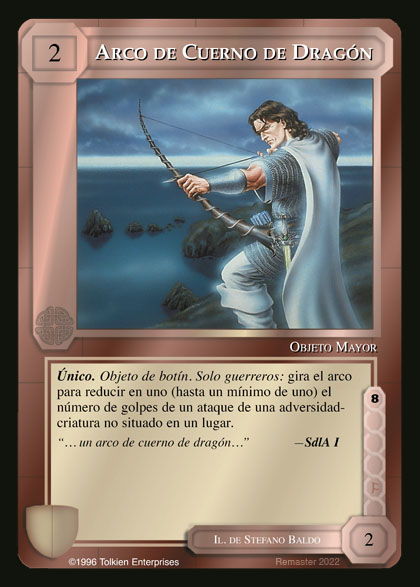 2
ARCO DE CUERNO DE DRAGÓN
OBJETO MAYOR
Único. Objeto de botín. Solo guerreros: gira el arco
para reducir en uno (hasta un mínimo de uno) el
número de golpes de un ataque de una adversidad-
criatura no situado en un lugar.
“… un arco de cuerno de dragón…” —SdlA I
8
IL. DE STEFANO BALDO
2
©1996 Tolkien Enterprises
Remaster 2022